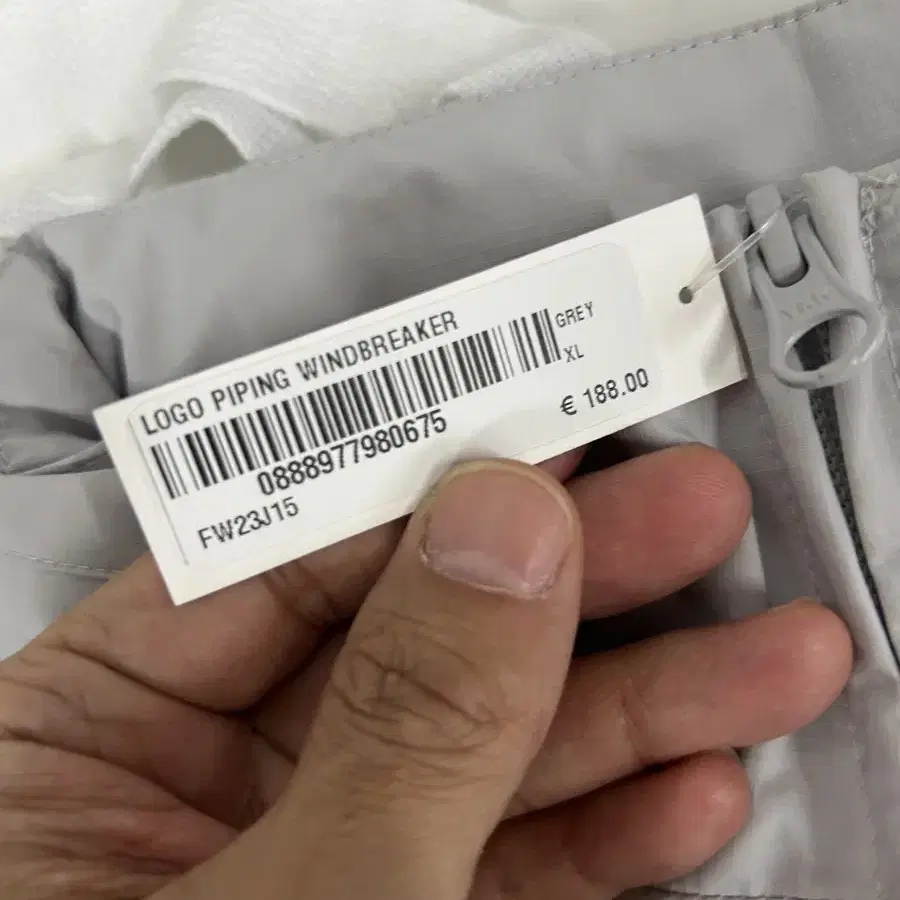 LOGO PIPING WINDBREAKER
GREY
XL
0888977980675
€ 188.00
FW23J15